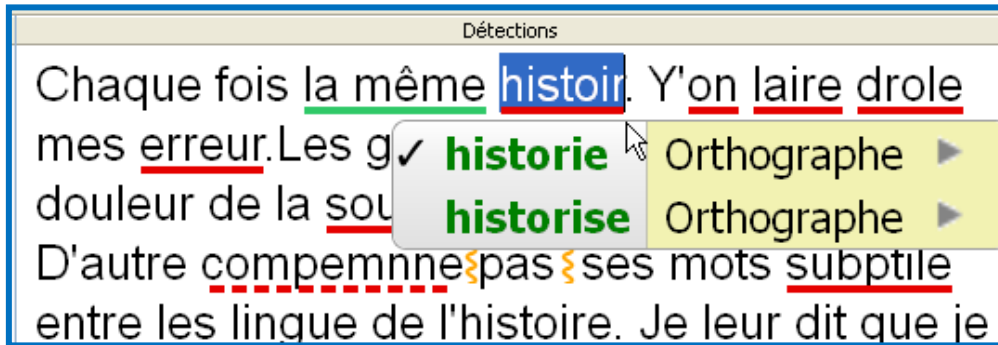 Détections
Chaque fois la même histoir. Y'on laire drole
mes erreur.Les g
✓ historie Orthographe
historise Orthographe
douleur de la sou
D'autre compemnne pas ses mots subptile
entre les lingue de l'histoire. Je leur dit que je